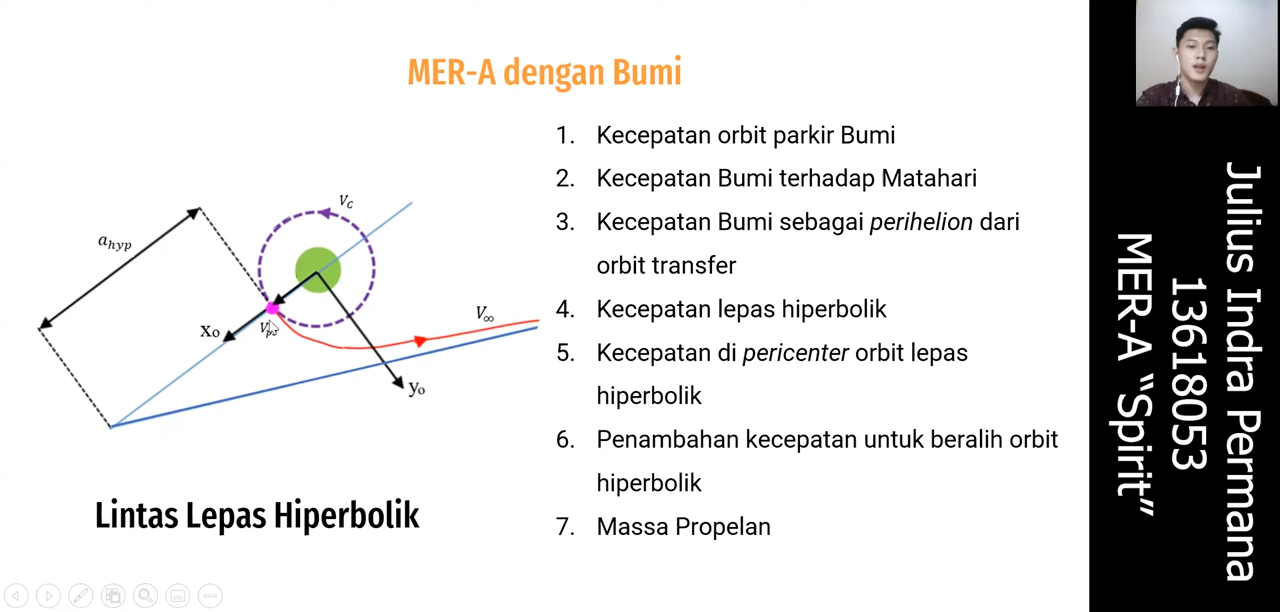 MER-A dengan Bumi
1. Kecepatan orbit parkir Bumi
2. Kecepatan Bumi terhadap Matahari
3. Kecepatan Bumi sebagai perihelion dari
orbit transfer
4. Kecepatan lepas hiperbolik
5. Kecepatan di pericenter orbit lepas
hiperbolik
6. Penambahan kecepatan untuk beralih orbit
hiperbolik
7. Massa Propelan
V_C
a_hyp
V_∞
X₀
y₀
Lintas Lepas Hiperbolik
Julius Indra Permana
13618053
MER-A "Spirit"